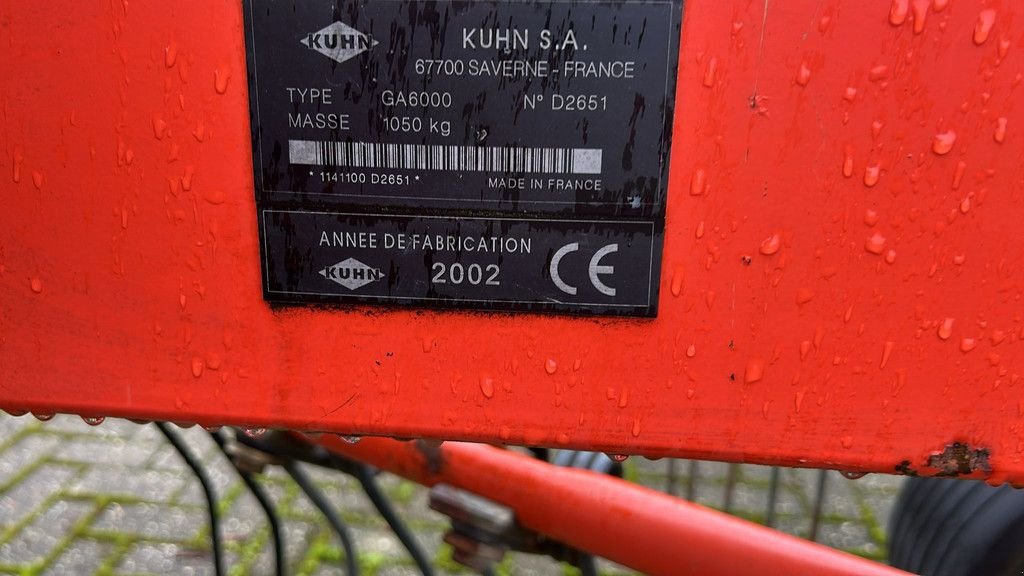 KUHN KUHN S.A.
67700 SAVERNE - FRANCE
TYPE GA6000 N° D2651
MASSE 1050 kg
* 1141100 D2651 * MADE IN FRANCE
ANNEE DE FABRICATION
KUHN 2002 CE